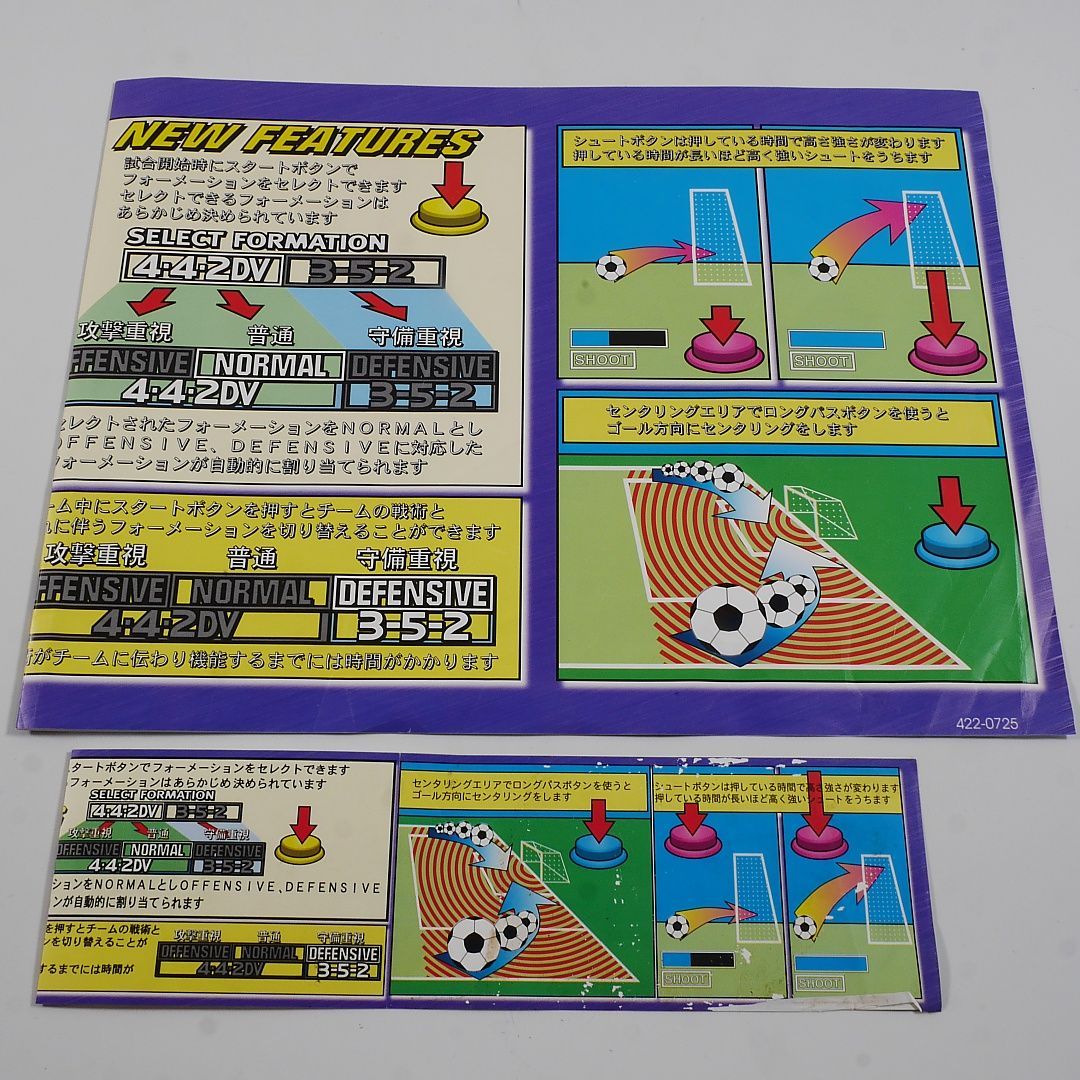 NEW FEATURES
試合開始時にスタートボタンで
フォーメーションをセレクトできます
セレクトできるフォーメーションは
あらかじめ決められています
SELECT FORMATION
4-4-2DV 3-5-2
攻撃重視 普通 守備重視
FFENSIVE NORMAL DEFENSIVE
4-4-2DV 3-5-2
セレクトされたフォーメーションをNORMALとし
OFFENSIVE、DEFENSIVEに対応した
フォーメーションが自動的に割り当てられます
ーム中にスタートボタンを押すとチームの戦術と
れに伴うフォーメーションを切り替えることができます
攻撃重視 普通 守備重視
FFENSIVE NORMAL DEFENSIVE
4-4-2DV 3-5-2
がチームに伝わり機能するまでには時間がかかります
シュートボタンは押している時間で高さ強さが変わります
押している時間が長いほど高く強いシュートをうちます
SHOOT
SHOOT
センタリングエリアでロングパスボタンを使うと
ゴール方向にセンタリングをします
422-0725
タートボタンでフォーメーションをセレクトできます
フォーメーションはあらかじめ決められています
SELECT FORMATION
4-4-2DV 3-5-2
攻撃重視 普通 守備重視
OFFENSIVE NORMAL DEFENSIVE
4-4-2DV 3-5-2
ションをNORMALとしOFFENSIVE、DEFENSIVE
ンが自動的に割り当てられます
を押すとチームの戦術と
ンを切り替えることが
するまでには時間が
攻撃重視 普通 守備重視
OFFENSIVE NORMAL DEFENSIVE
4-4-2DV 3-5-2
センタリングエリアでロングパスボタンを使うと
ゴール方向にセンタリングをします
シュートボタンは押している時間で高さ強さが変わります
押している時間が長いほど高く強いシュートをうちます
SHOOT
SHOOT